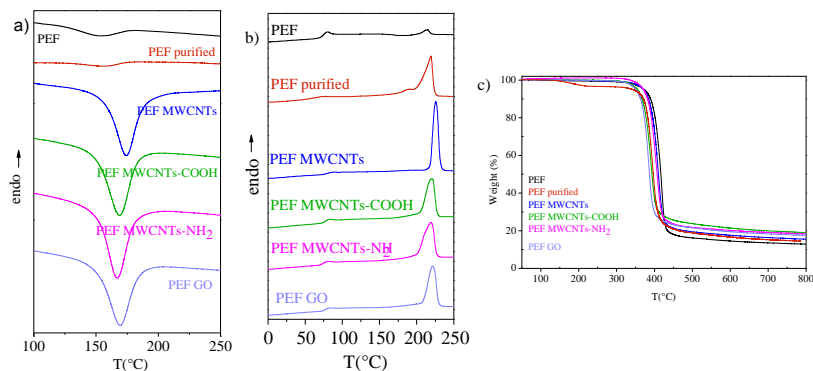 a)
PEF
PEF purified
PEF MWCNTs
PEF MWCNTs-COOH
PEF MWCNTs-NH2
PEF GO
endo →
100 150 200 250
T(°C)
b)
PEF
PEF purified
PEF MWCNTs
PEF MWCNTs-COOH
PEF MWCNTs-NH2
PEF GO
endo →
0 50 100 150 200 250
T(°C)
c)
100
80
60
40
20
0
Weight (%)
PEF
PEF purified
PEF MWCNTs
PEF MWCNTs-COOH
PEF MWCNTs-NH2
PEF GO
100 200 300 400 500 600 700 800
T(°C)